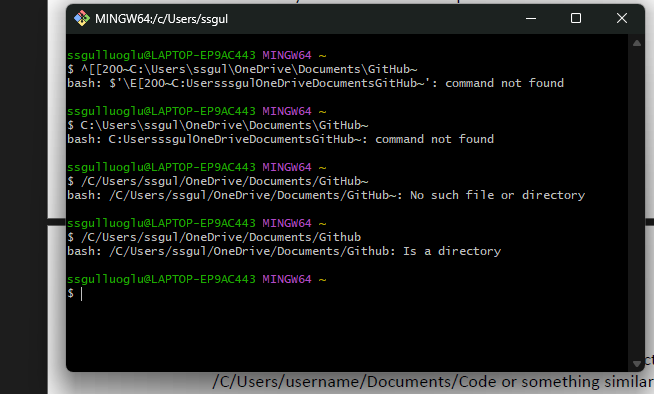 MINGW64:/c/Users/ssgul
ssgulluoglu@LAPTOP-EP9AC443 MINGW64 ~
$ ^[[200~C:\Users\ssgul\OneDrive\Documents\GitHub~
bash: $'\E[200~C:UsersssgulOneDriveDocumentsGitHub~': command not found
ssgulluoglu@LAPTOP-EP9AC443 MINGW64 ~
$ C:\Users\ssgul\OneDrive\Documents\GitHub~
bash: C:UsersssgulOneDriveDocumentsGitHub~: command not found
ssgulluoglu@LAPTOP-EP9AC443 MINGW64 ~
$ /C/Users/ssgul/OneDrive/Documents/GitHub~
bash: /C/Users/ssgul/OneDrive/Documents/GitHub~: No such file or directory
ssgulluoglu@LAPTOP-EP9AC443 MINGW64 ~
$ /C/Users/ssgul/OneDrive/Documents/Github
bash: /C/Users/ssgul/OneDrive/Documents/Github: Is a directory
ssgulluoglu@LAPTOP-EP9AC443 MINGW64 ~
$
/C/Users/username/Documents/Code or something similar